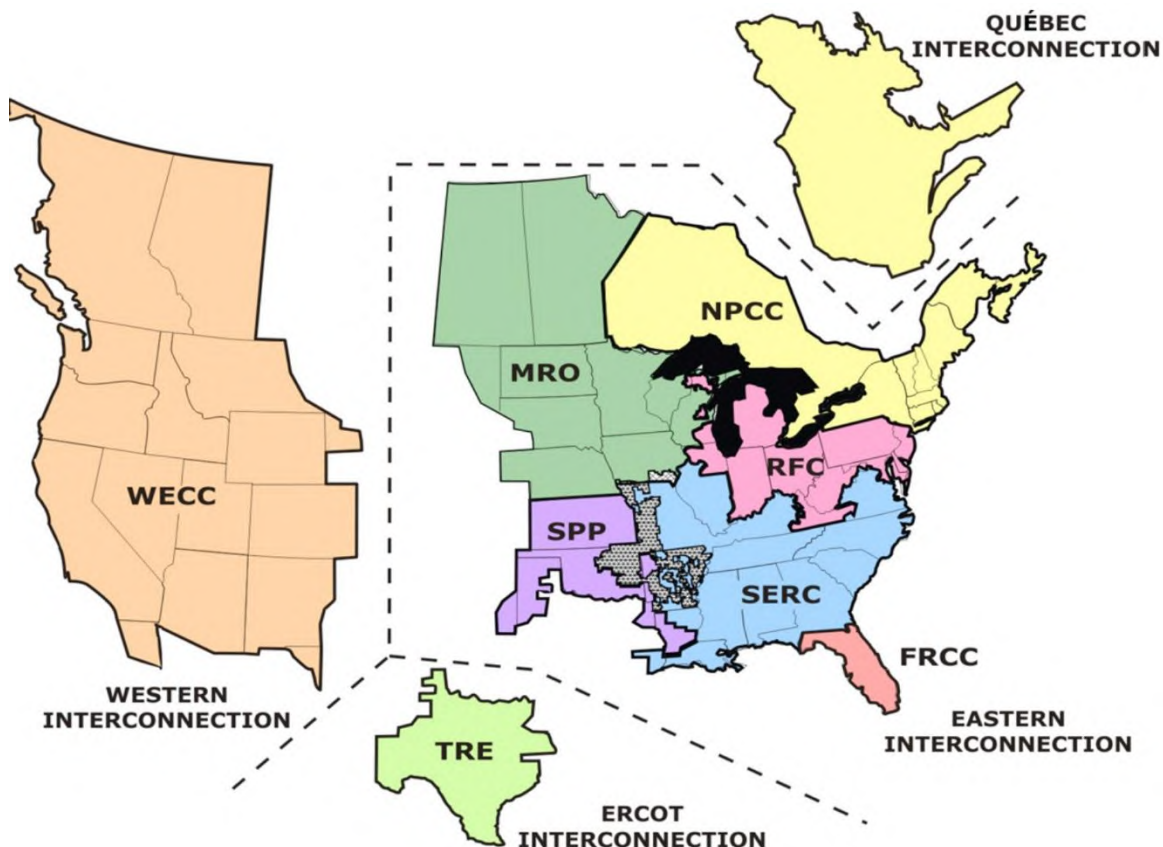 QUÉBEC
INTERCONNECTION
NPCC
MRO
RFC
WECC
SPP
SERC
FRCC
WESTERN
INTERCONNECTION
EASTERN
INTERCONNECTION
TRE
ERCOT
INTERCONNECTION